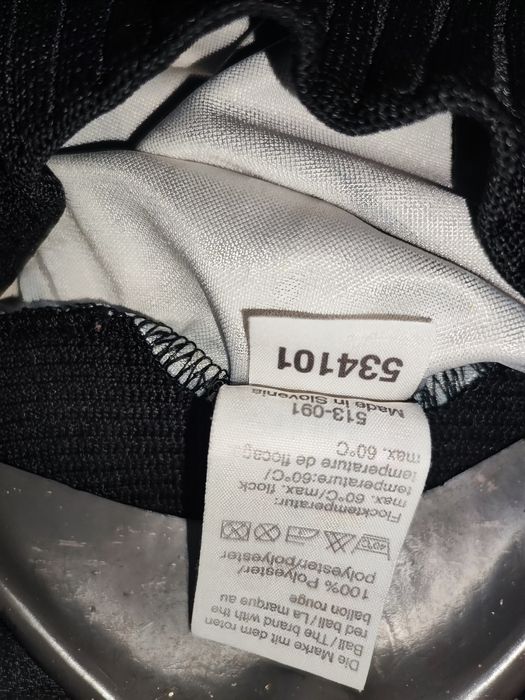 534101
Die Marke mit dem roten
Ball / The brand with the
red ball / La marque au
ballon rouge
100% Polyester/
polyester/polyester
40°C
Flocktemperatur:
max. 60°C/max. flock
temperature:60°C/
temperature de flocag
max. 60°C
513-091
Made in Slovenia